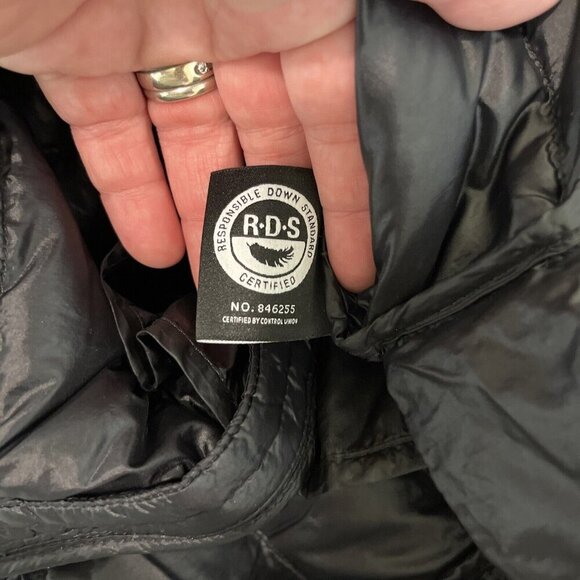 RESPONSIBLE DOWN STANDARD
R·D·S
CERTIFIED
NO. 846255
CERTIFIED BY CONTROL UNION